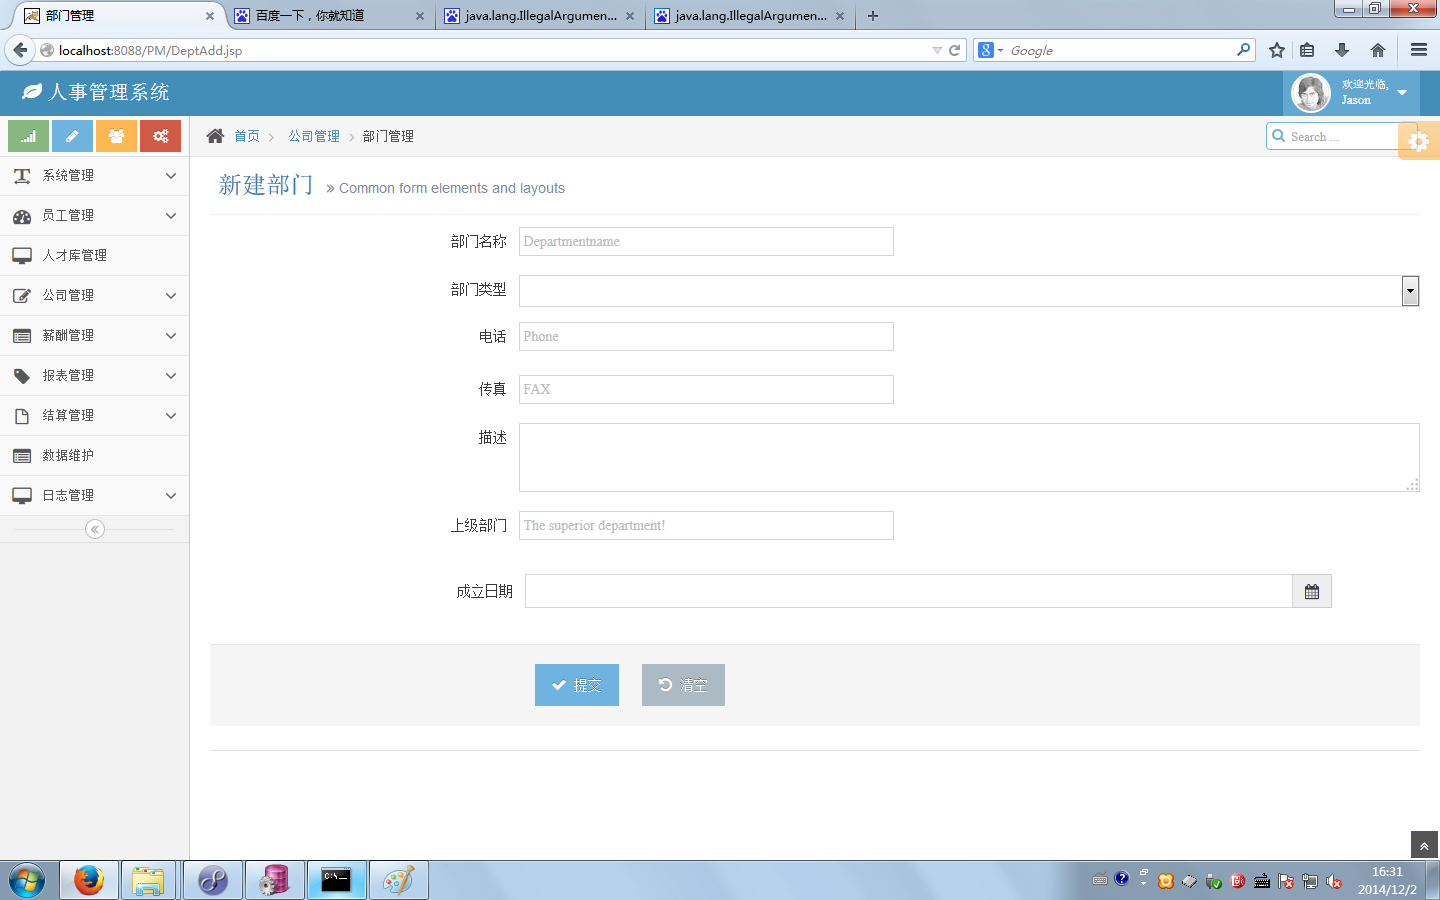 部门管理
百度一下，你就知道
java.lang.IllegalArgumen...
java.lang.IllegalArgumen...
localhost:8088/PM/DeptAdd.jsp
Google
人事管理系统
欢迎光临,
Jason
首页
公司管理
部门管理
Search ...
系统管理
员工管理
人才库管理
公司管理
薪酬管理
报表管理
结算管理
数据维护
日志管理
新建部门
Common form elements and layouts
部门名称
Departmentname
部门类型
电话
Phone
传真
FAX
描述
上级部门
The superior department!
成立日期
提交
清空
16:31
2014/12/2